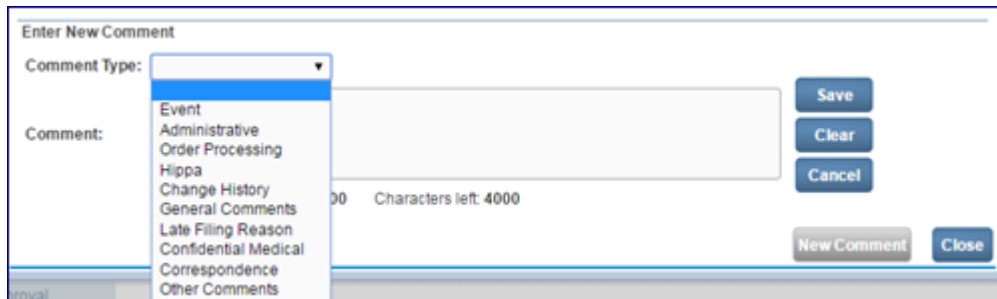 Enter New Comment
Comment Type:
Event
Administrative
Order Processing
Hippa
Change History
General Comments
Late Filing Reason
Confidential Medical
Correspondence
Other Comments
Comment:
00 Characters left: 4000
Save
Clear
Cancel
New Comment Close